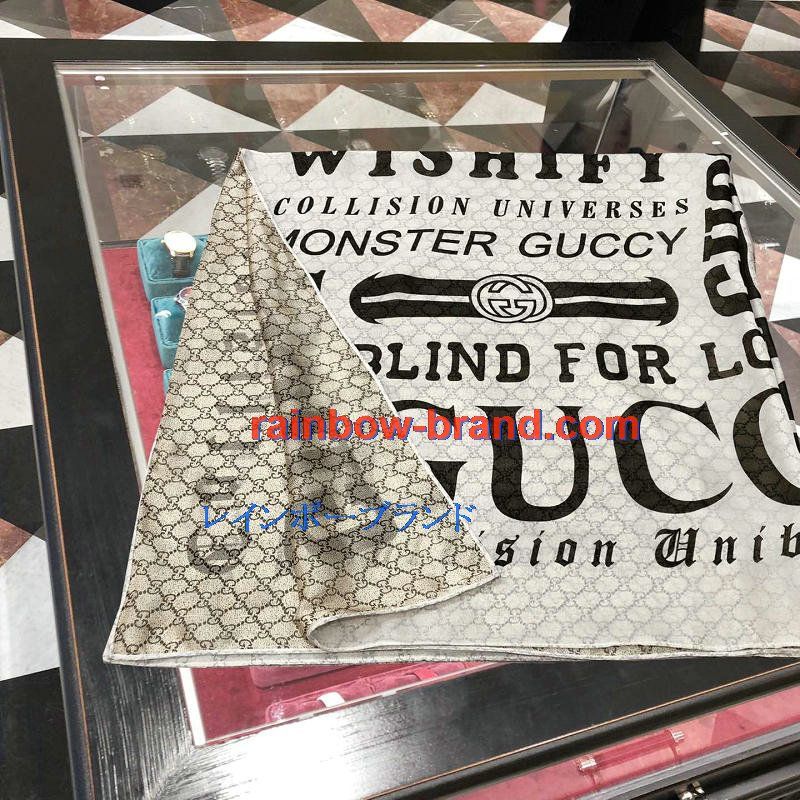 WISHIFY
COLLISION UNIVERSES
MONSTER GUCCY
BLIND FOR LO
rainbow-brand.com
GUCC
レインボーブランド
ision Unib